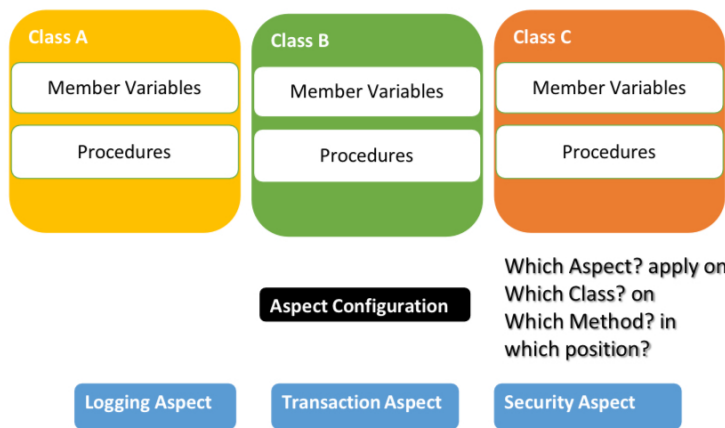 Class A
Class B
Class C
Member Variables
Member Variables
Member Variables
Procedures
Procedures
Procedures
Which Aspect? apply on
Which Class? on
Which Method? in
which position?
Aspect Configuration
Logging Aspect
Transaction Aspect
Security Aspect